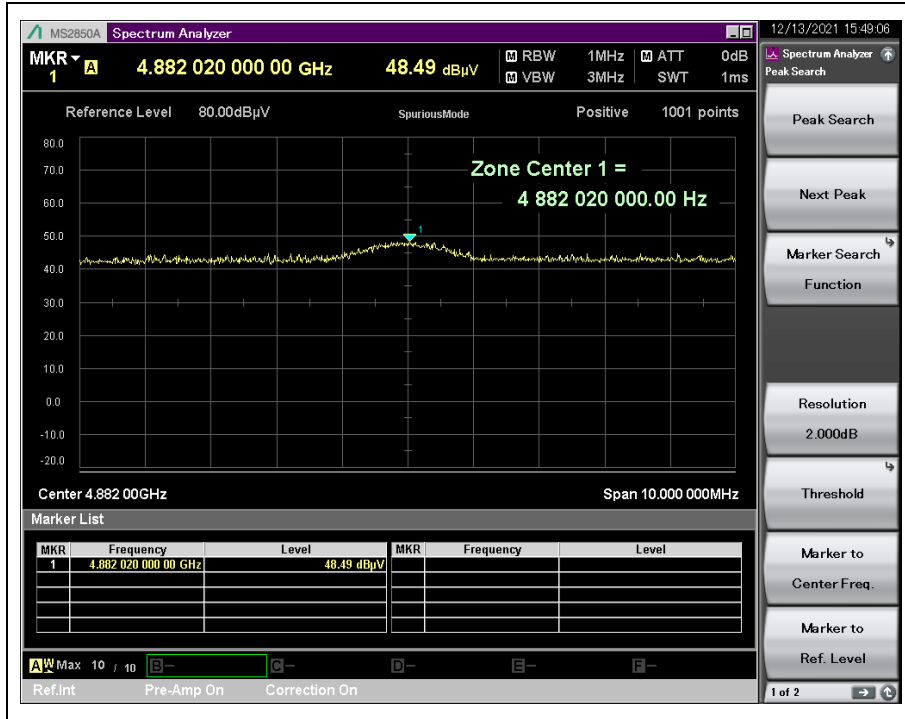 MS2850A Spectrum Analyzer
12/13/2021 15:49:06
MKR 1 A 4.882 020 000 00 GHz 48.49 dBµV
M RBW 1MHz M ATT 0dB
M VBW 3MHz SWT 1ms
Spectrum Analyzer
Peak Search
Reference Level 80.00dBµV SpuriousMode Positive 1001 points
80.0
70.0
60.0
50.0
40.0
30.0
20.0
10.0
0.0
-10.0
-20.0
Zone Center 1 =
4 882 020 000.00 Hz
1
Center 4.882 00GHz Span 10.000 000MHz
Marker List
MKR Frequency Level MKR Frequency Level
1 4.882 020 000 00 GHz 48.49 dBµV
A W Max 10 / 10 B- C- D- E- F-
Ref.Int Pre-Amp On Correction On
Peak Search
Next Peak
Marker Search
Function
Resolution
2.000dB
Threshold
Marker to
Center Freq.
Marker to
Ref. Level
1 of 2